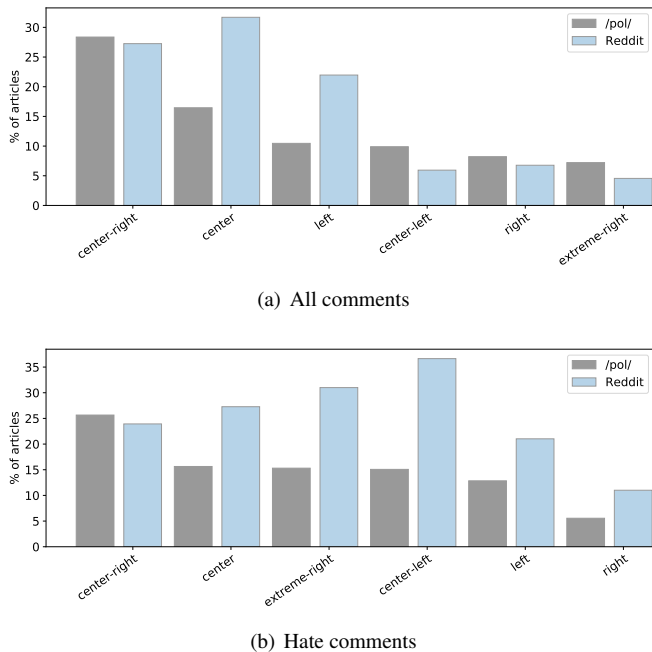 30
25
20
15
10
5
0
% of articles
/pol/
Reddit
center-right
center
left
center-left
right
extreme-right
(a) All comments
35
30
25
20
15
10
5
0
% of articles
/pol/
Reddit
center-right
center
extreme-right
center-left
left
right
(b) Hate comments